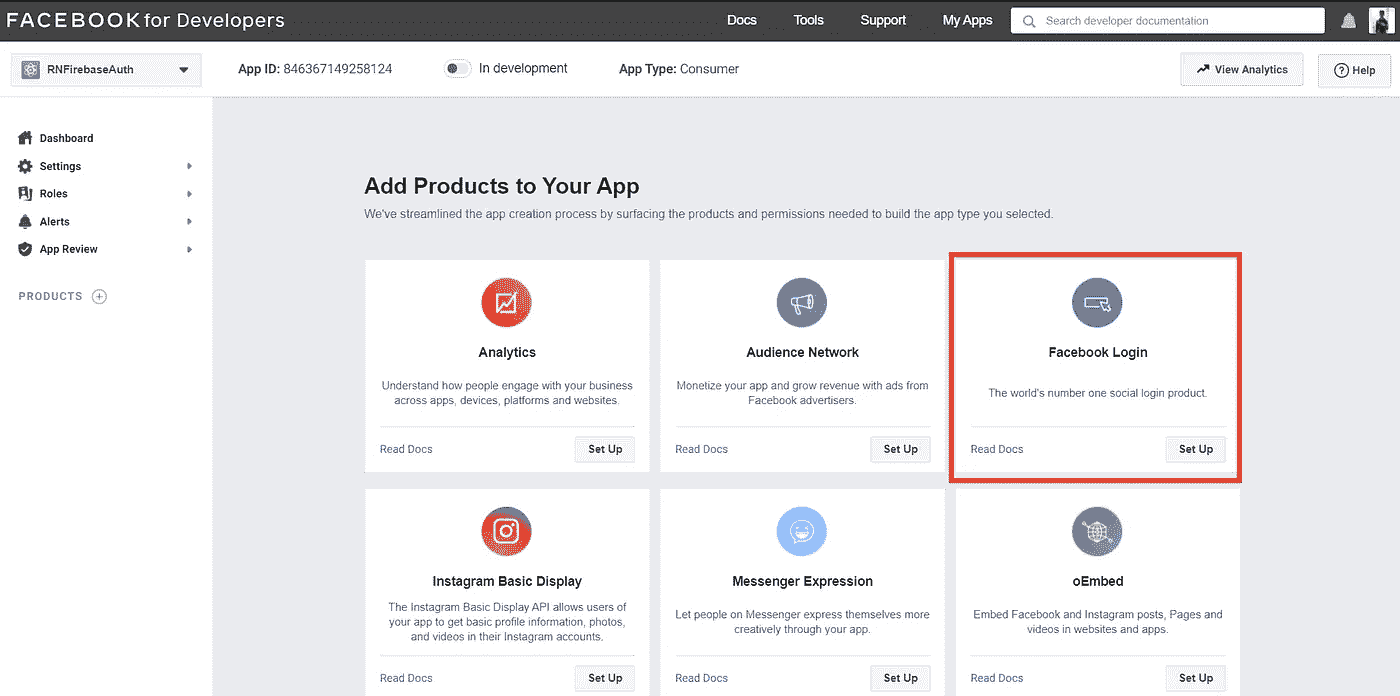 FACEBOOK for Developers
Docs
Tools
Support
My Apps
Search developer documentation
RNFirebaseAuth
App ID: 846367149258124
In development
App Type: Consumer
View Analytics
Help
Dashboard
Settings
Roles
Alerts
App Review
PRODUCTS
Add Products to Your App
We've streamlined the app creation process by surfacing the products and permissions needed to build the app type you selected.
Analytics
Understand how people engage with your business
across apps, devices, platforms and websites.
Read Docs
Set Up
Audience Network
Monetize your app and grow revenue with ads from
Facebook advertisers.
Read Docs
Set Up
Facebook Login
The world's number one social login product.
Read Docs
Set Up
Instagram Basic Display
The Instagram Basic Display API allows users of
your app to get basic profile information, photos,
and videos in their Instagram accounts.
Read Docs
Set Up
Messenger Expression
Let people on Messenger express themselves more
creatively through your app.
Read Docs
Set Up
oEmbed
Embed Facebook and Instagram posts, Pages and
videos in websites and apps.
Read Docs
Set Up